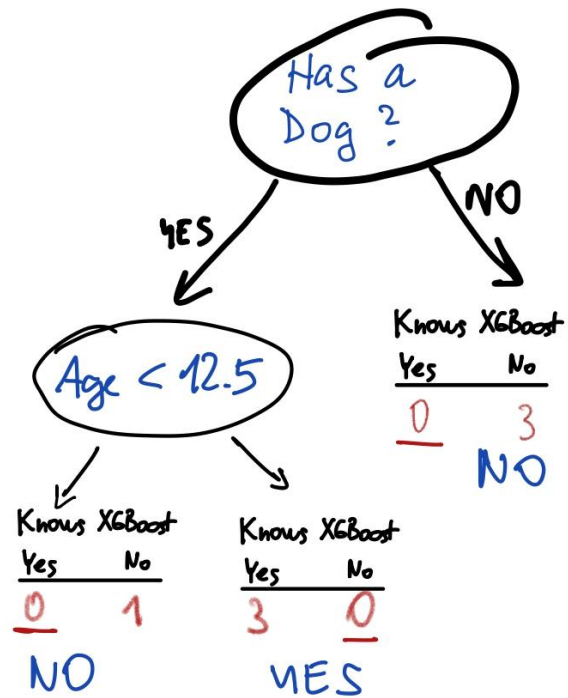 Has a
Dog?
YES
NO
Knows XGBoost
Yes No
0 3
NO
Age < 12.5
Knows XGBoost
Yes No
0 1
NO
Knows XGBoost
Yes No
3 0
YES